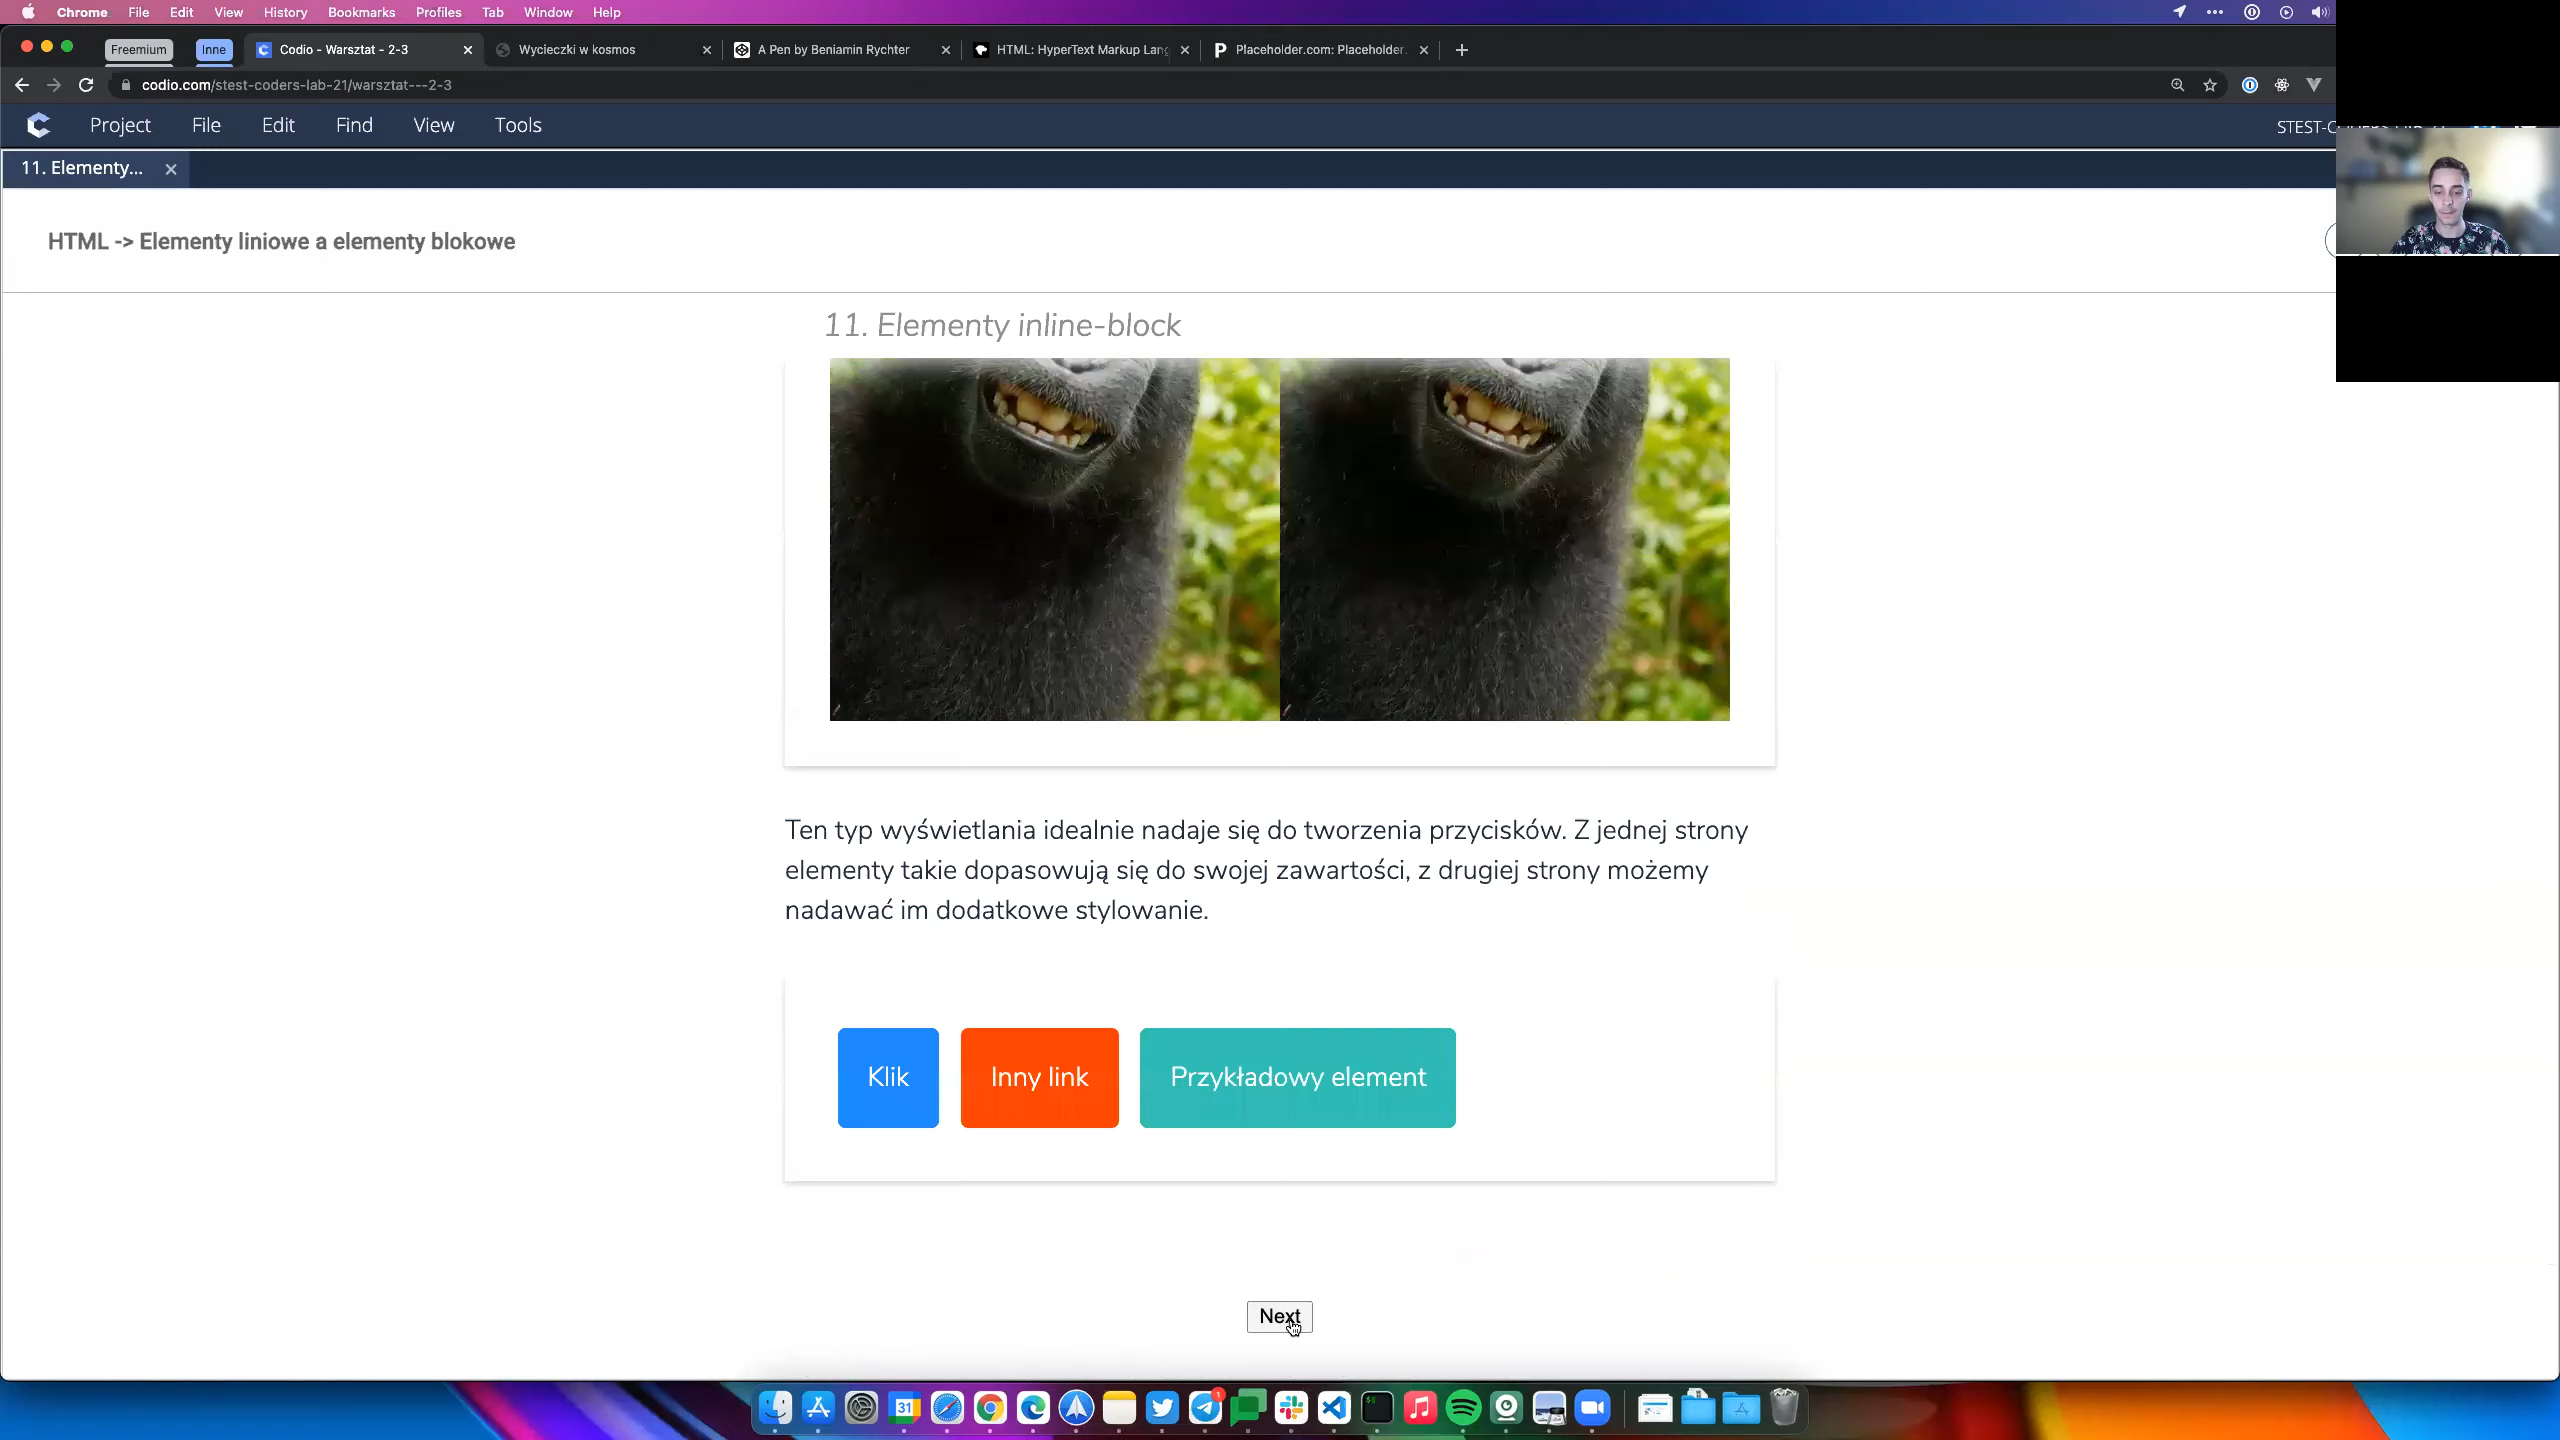 Chrome File Edit View History Bookmarks Profiles Tab Window Help
Freemium Inne Codio - Warsztat - 2-3 Wycieczki w kosmos A Pen by Beniamin Rychter HTML: HyperText Markup Lang Placeholder.com: Placeholder.
codio.com/stest-coders-lab-21/warsztat---2-3
Project File Edit Find View Tools
11. Elementy...
HTML -> Elementy liniowe a elementy blokowe
11. Elementy inline-block
Ten typ wyświetlania idealnie nadaje się do tworzenia przycisków. Z jednej strony
elementy takie dopasowują się do swojej zawartości, z drugiej strony możemy
nadawać im dodatkowe stylowanie.
Klik Inny link Przykładowy element
Next
31
1